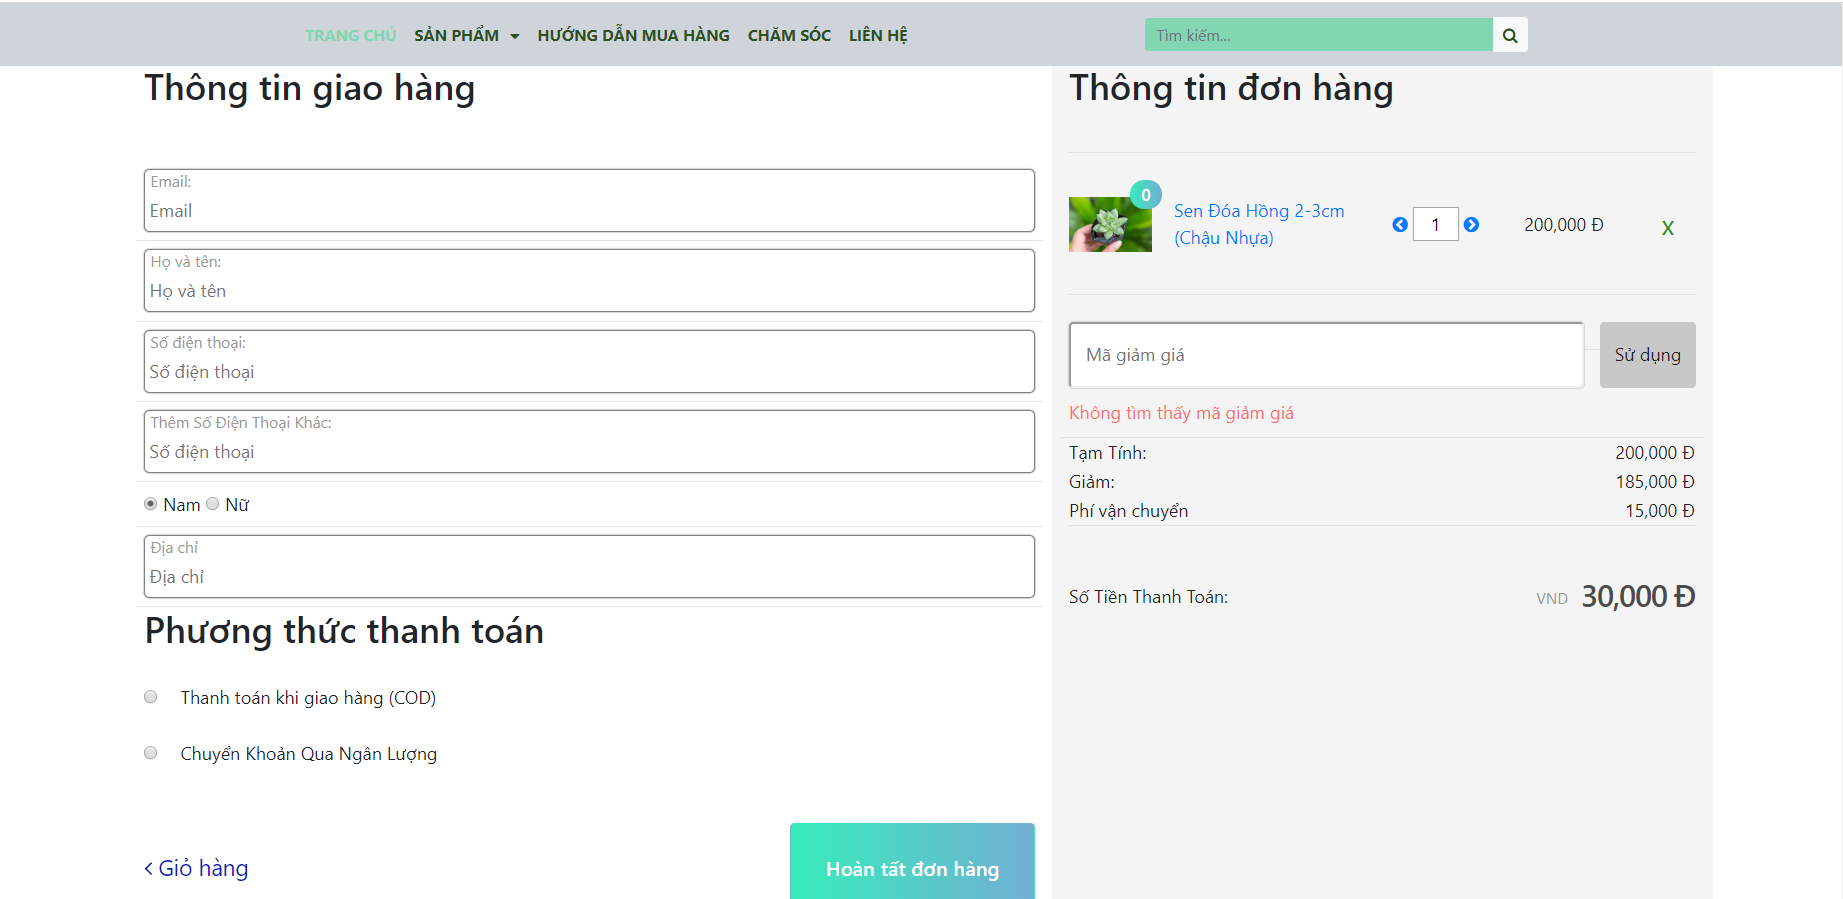 TRANG CHỦ SẢN PHẨM HƯỚNG DẪN MUA HÀNG CHĂM SÓC LIÊN HỆ
Tìm kiếm...
Thông tin giao hàng
Email:
Email
Họ và tên:
Họ và tên
Số điện thoại:
Số điện thoại
Thêm Số Điện Thoại Khác:
Số điện thoại
Nam Nữ
Địa chỉ
Địa chỉ
Phương thức thanh toán
Thanh toán khi giao hàng (COD)
Chuyển Khoản Qua Ngân Lượng
Giỏ hàng
Hoàn tất đơn hàng
Thông tin đơn hàng
0
Sen Đóa Hồng 2-3cm
(Chậu Nhựa)
1
200,000 Đ
X
Mã giảm giá
Sử dụng
Không tìm thấy mã giảm giá
Tạm Tính: 200,000 Đ
Giảm: 185,000 Đ
Phí vận chuyển 15,000 Đ
Số Tiền Thanh Toán: VND 30,000 Đ